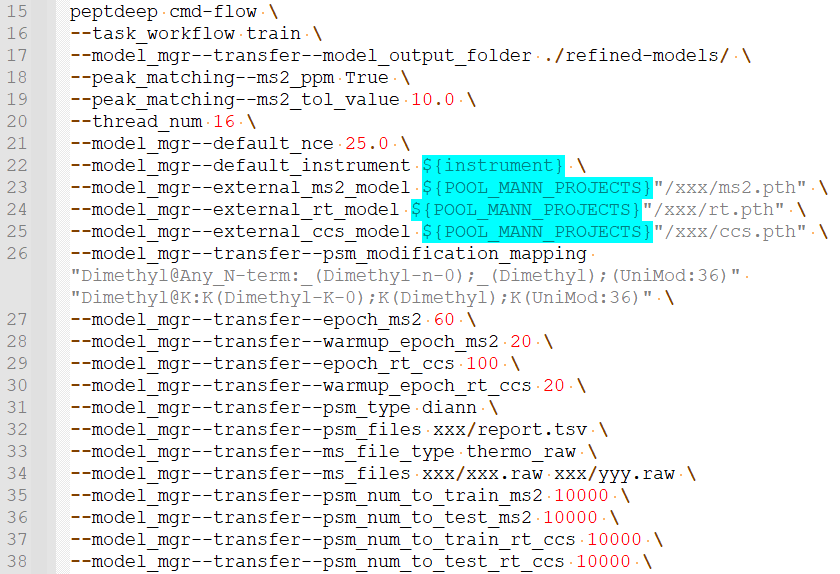 15 peptdeep cmd-flow \
16 --task_workflow train \
17 --model_mgr--transfer--model_output_folder ./refined-models/ \
18 --peak_matching--ms2_ppm True \
19 --peak_matching--ms2_tol_value 10.0 \
20 --thread_num 16 \
21 --model_mgr--default_nce 25.0 \
22 --model_mgr--default_instrument ${instrument} \
23 --model_mgr--external_ms2_model ${POOL_MANN_PROJECTS}"/xxx/ms2.pth" \
24 --model_mgr--external_rt_model ${POOL_MANN_PROJECTS}"/xxx/rt.pth" \
25 --model_mgr--external_ccs_model ${POOL_MANN_PROJECTS}"/xxx/ccs.pth" \
26 --model_mgr--transfer--psm_modification_mapping
"Dimethyl@Any_N-term:_(Dimethyl-n-0);_(Dimethyl);(UniMod:36)"
"Dimethyl@K:K(Dimethyl-K-0);K(Dimethyl);K(UniMod:36)" \
27 --model_mgr--transfer--epoch_ms2 60 \
28 --model_mgr--transfer--warmup_epoch_ms2 20 \
29 --model_mgr--transfer--epoch_rt_ccs 100 \
30 --model_mgr--transfer--warmup_epoch_rt_ccs 20 \
31 --model_mgr--transfer--psm_type diann \
32 --model_mgr--transfer--psm_files xxx/report.tsv \
33 --model_mgr--transfer--ms_file_type thermo_raw \
34 --model_mgr--transfer--ms_files xxx/xxx.raw xxx/yyy.raw \
35 --model_mgr--transfer--psm_num_to_train_ms2 10000 \
36 --model_mgr--transfer--psm_num_to_test_ms2 10000 \
37 --model_mgr--transfer--psm_num_to_train_rt_ccs 10000 \
38 --model_mgr--transfer--psm_num_to_test_rt_ccs 10000 \